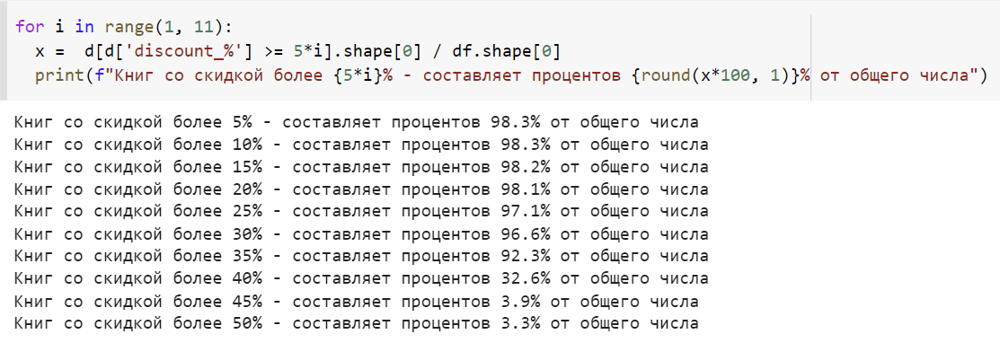 for i in range(1, 11):
  x =  d[d['discount_%'] >= 5*i].shape[0] / df.shape[0]
  print(f"Книг со скидкой более {5*i}% - составляет процентов {round(x*100, 1)}% от общего числа")
Книг со скидкой более 5% - составляет процентов 98.3% от общего числа
Книг со скидкой более 10% - составляет процентов 98.3% от общего числа
Книг со скидкой более 15% - составляет процентов 98.2% от общего числа
Книг со скидкой более 20% - составляет процентов 98.1% от общего числа
Книг со скидкой более 25% - составляет процентов 97.1% от общего числа
Книг со скидкой более 30% - составляет процентов 96.6% от общего числа
Книг со скидкой более 35% - составляет процентов 92.3% от общего числа
Книг со скидкой более 40% - составляет процентов 32.6% от общего числа
Книг со скидкой более 45% - составляет процентов 3.9% от общего числа
Книг со скидкой более 50% - составляет процентов 3.3% от общего числа